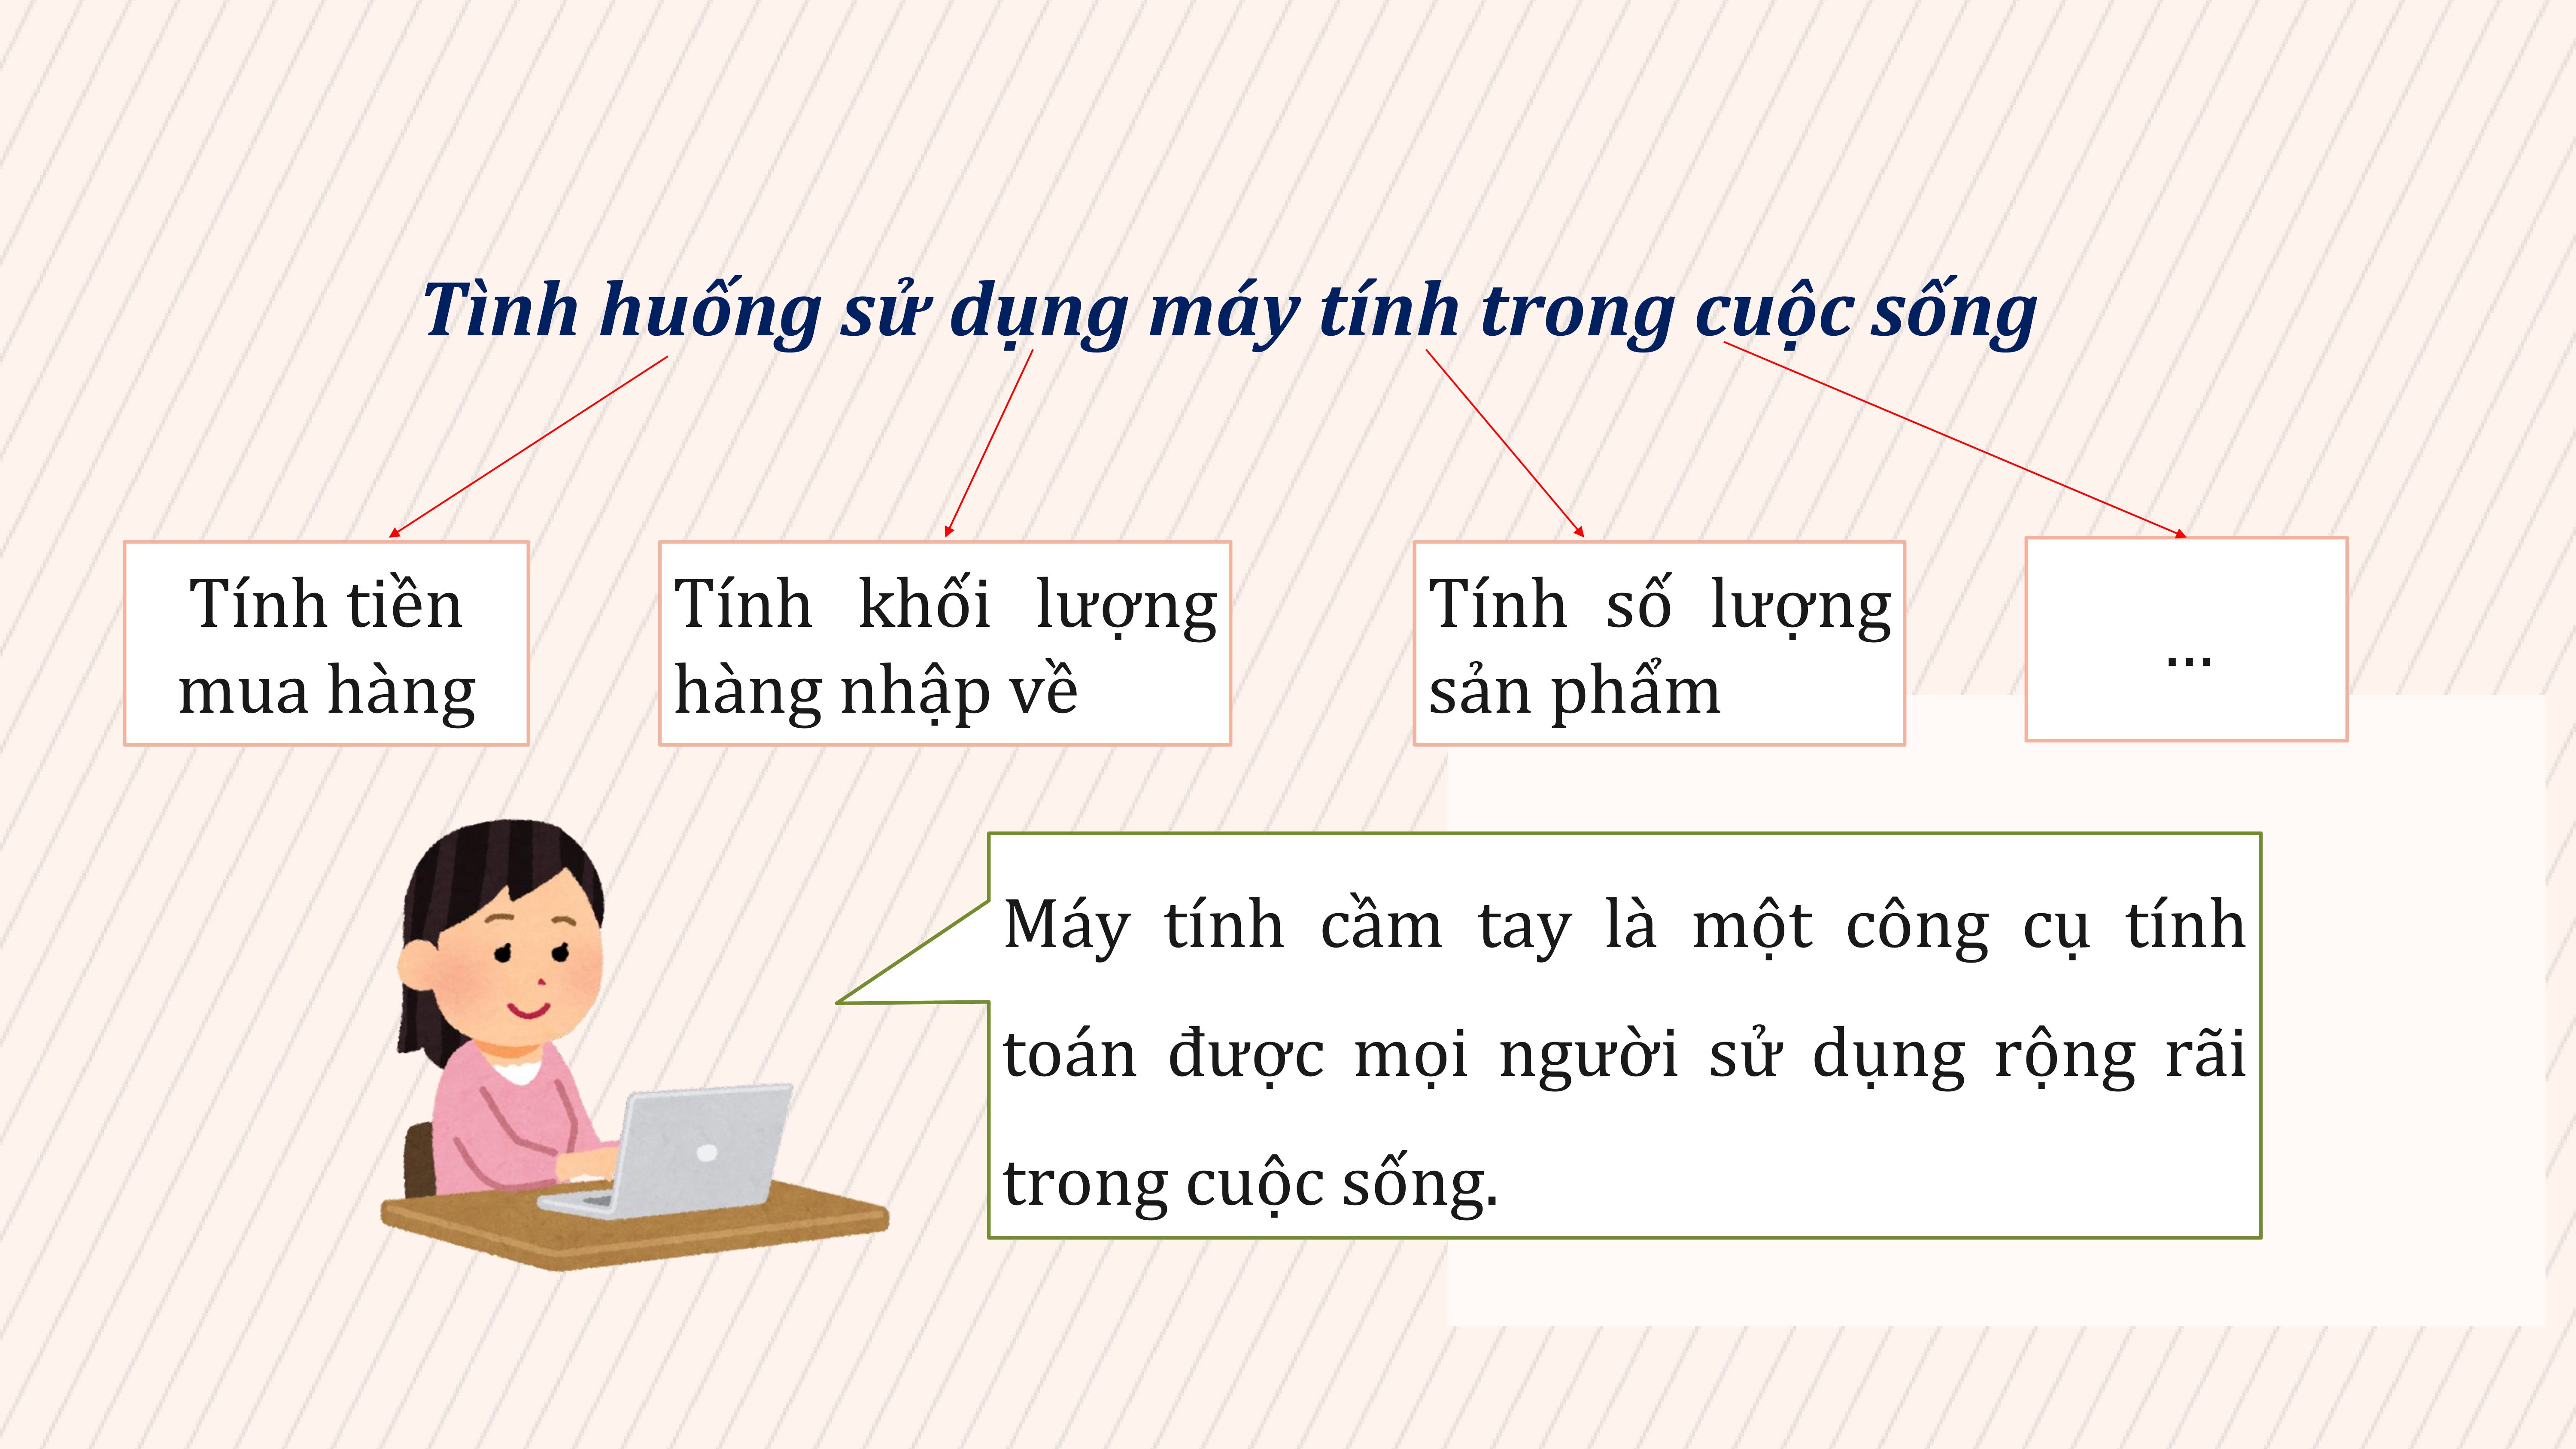 Tình huống sử dụng máy tính trong cuộc sống
Tính tiền
mua hàng
Tính khối lượng
hàng nhập về
Tính số lượng
sản phẩm
...
Máy tính cầm tay là một công cụ tính
toán được mọi người sử dụng rộng rãi
trong cuộc sống.